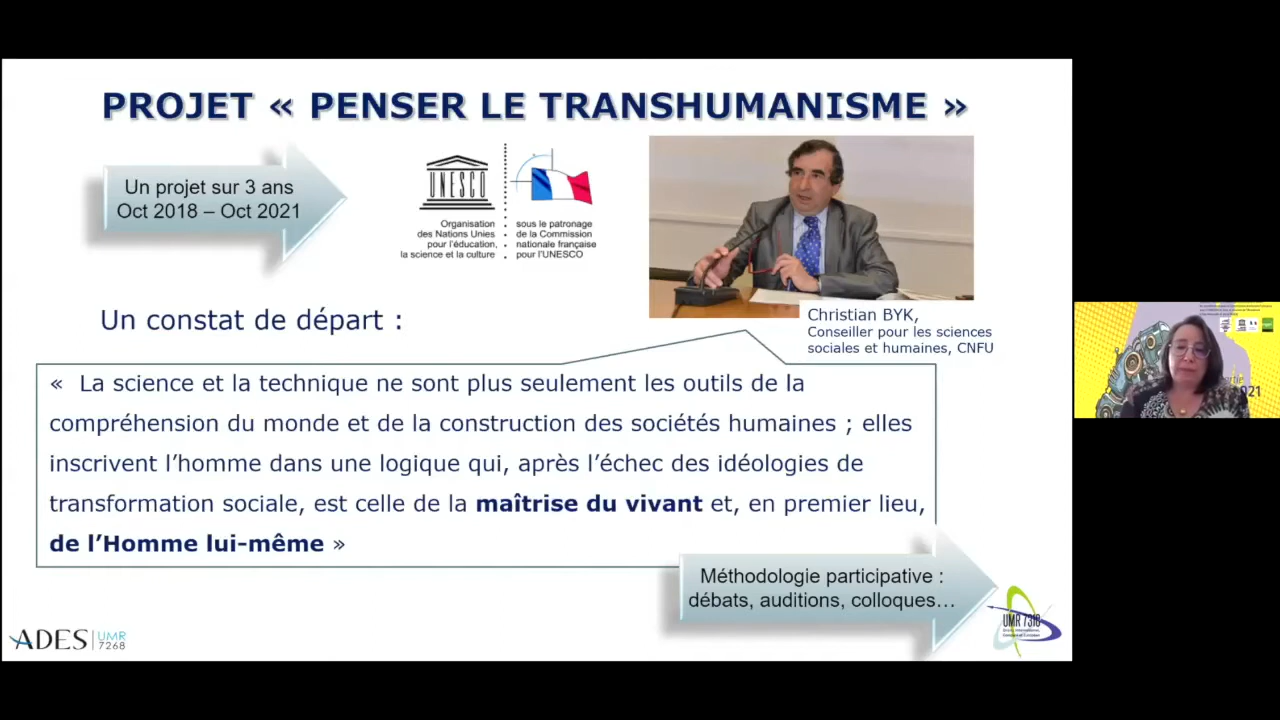 PROJET « PENSER LE TRANSHUMANISME »
Un projet sur 3 ans
Oct 2018 – Oct 2021
UNESCO
Organisation
des Nations Unies
pour l'éducation,
la science et la culture
sous le patronage
de la Commission
nationale française
pour l'UNESCO
Christian BYK,
Conseiller pour les sciences
sociales et humaines, CNFU
Un constat de départ :
« La science et la technique ne sont plus seulement les outils de la
compréhension du monde et de la construction des sociétés humaines ; elles
inscrivent l'homme dans une logique qui, après l'échec des idéologies de
transformation sociale, est celle de la maîtrise du vivant et, en premier lieu,
de l'Homme lui-même »
Méthodologie participative :
débats, auditions, colloques…
ADES UMR
7268
UMR 7318